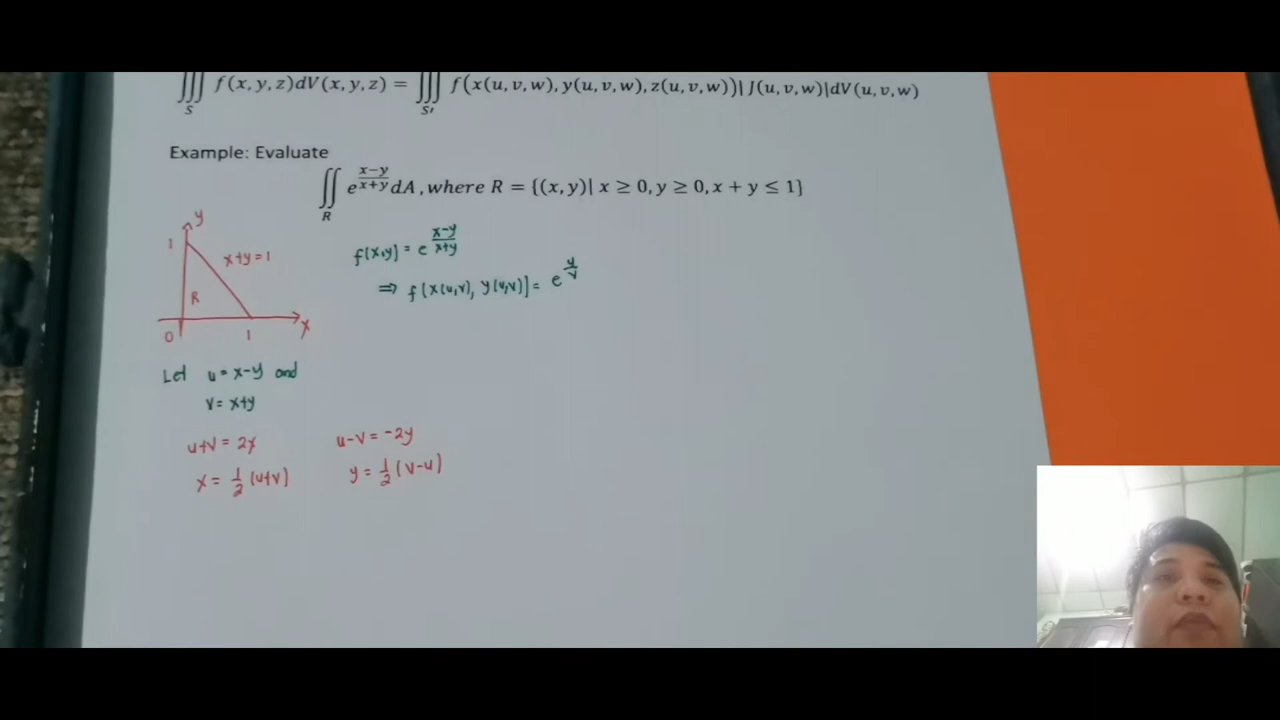 ∭_S f(x, y, z)dV(x, y, z) = ∭_S′ f(x(u, v, w), y(u, v, w), z(u, v, w))| J(u, v, w)|dV(u, v, w)
Example: Evaluate
∬_R e^((x−y)/(x+y)) dA , where R = {(x, y)| x ≥ 0, y ≥ 0, x + y ≤ 1}
y
1
x+y=1
R
0
1
x
f(x,y) = e^((x-y)/(x+y))
⇒ f(x(u,v), y(u,v)) = e^(u/v)
Let u = x-y and
v = x+y
u+v = 2x
u-v = -2y
x = 1/2 (u+v)
y = 1/2 (v-u)